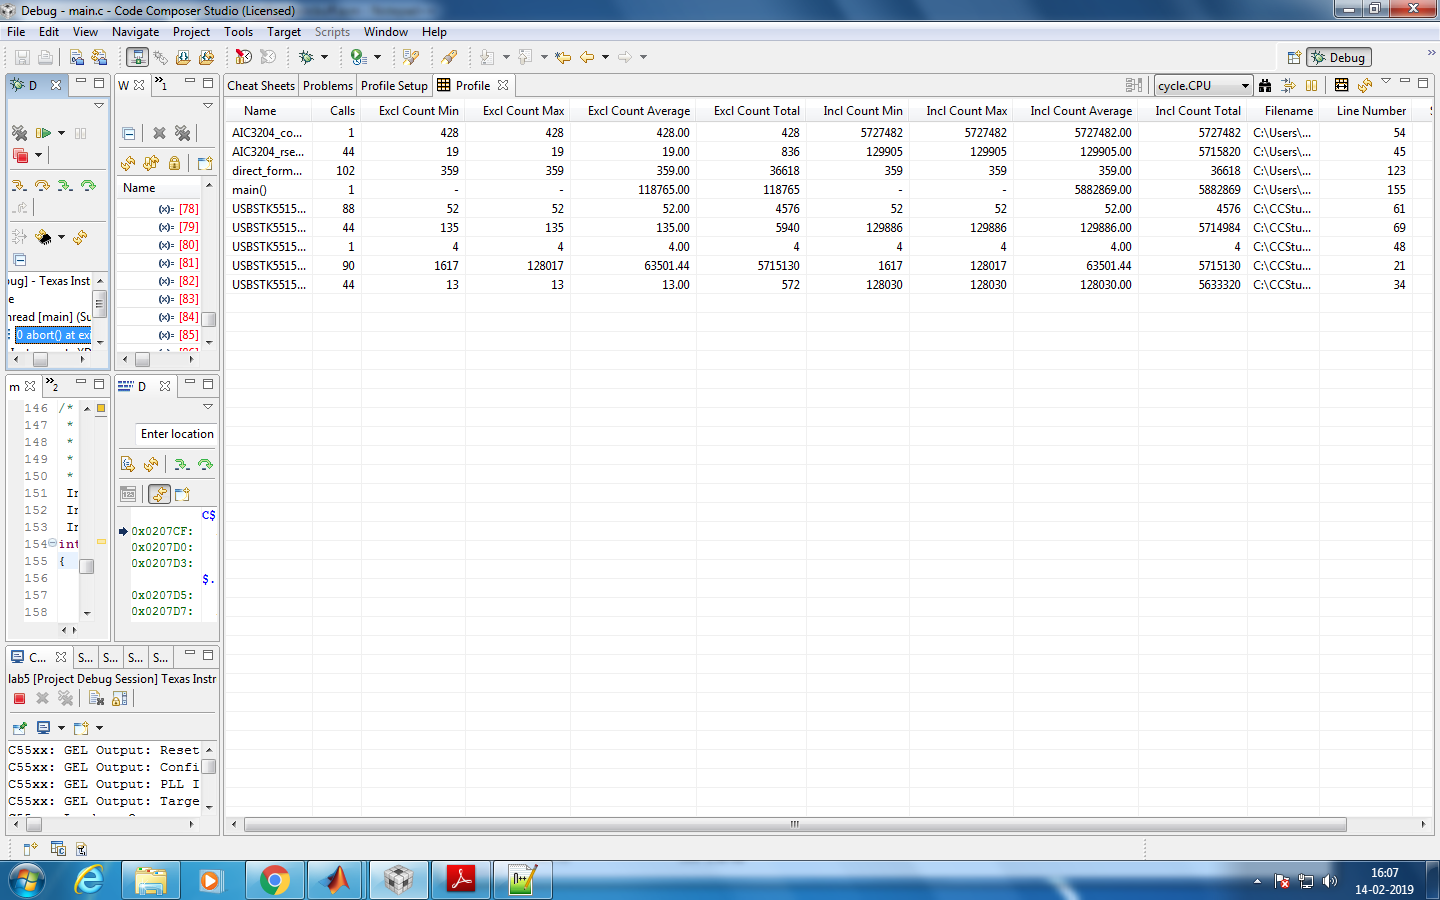 Debug - main.c - Code Composer Studio (Licensed)
File Edit View Navigate Project Tools Target Scripts Window Help
Debug
D
W
1
Cheat Sheets Problems Profile Setup Profile
cycle.CPU
Name Calls Excl Count Min Excl Count Max Excl Count Average Excl Count Total Incl Count Min Incl Count Max Incl Count Average Incl Count Total Filename Line Number
AIC3204_co... 1 428 428 428.00 428 5727482 5727482 5727482.00 5727482 C:\Users\... 54
AIC3204_rse... 44 19 19 19.00 836 129905 129905 129905.00 5715820 C:\Users\... 45
direct_form... 102 359 359 359.00 36618 359 359 359.00 36618 C:\Users\... 123
main() 1 - - 118765.00 118765 - - 5882869.00 5882869 C:\Users\... 155
USBSTK5515... 88 52 52 52.00 4576 52 52 52.00 4576 C:\CCStu... 61
USBSTK5515... 44 135 135 135.00 5940 129886 129886 129886.00 5714984 C:\CCStu... 69
USBSTK5515... 1 4 4 4.00 4 4 4 4.00 4 C:\CCStu... 48
USBSTK5515... 90 1617 128017 63501.44 5715130 1617 128017 63501.44 5715130 C:\CCStu... 21
USBSTK5515... 44 13 13 13.00 572 128030 128030 128030.00 5633320 C:\CCStu... 34
Name
(x)= [78]
(x)= [79]
(x)= [80]
(x)= [81]
(x)= [82]
(x)= [83]
(x)= [84]
(x)= [85]
ug] - Texas Inst
e
hread [main] (Su
0 abort() at exi
m
2
D
146 /*
147 *
148 *
149 *
150 *
151 In
152 In
153 In
154 int
155 {
156
157
158
Enter location
C$
0x0207CF:
0x0207D0:
0x0207D3:
$.
0x0207D5:
0x0207D7:
C... S... S... S... S...
lab5 [Project Debug Session] Texas Instr
C55xx: GEL Output: Reset
C55xx: GEL Output: Confi
C55xx: GEL Output: PLL I
C55xx: GEL Output: Targe
16:07
14-02-2019